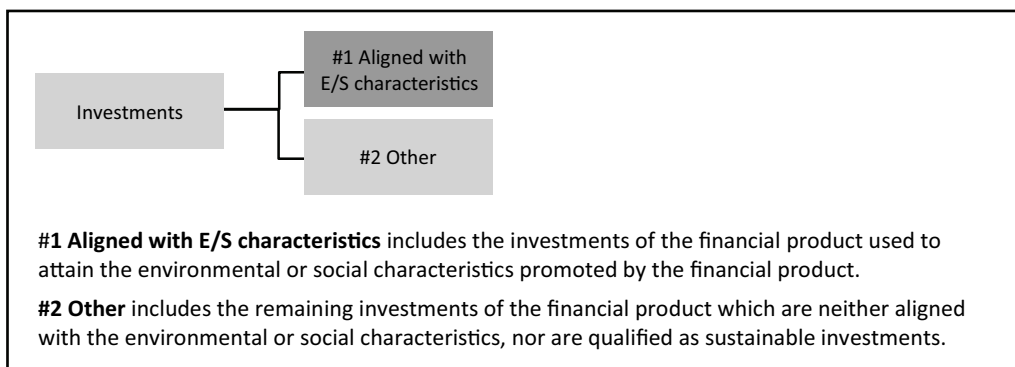 #1 Aligned with
E/S characteristics
Investments
#2 Other
#1 Aligned with E/S characteristics includes the investments of the financial product used to
attain the environmental or social characteristics promoted by the financial product.
#2 Other includes the remaining investments of the financial product which are neither aligned
with the environmental or social characteristics, nor are qualified as sustainable investments.